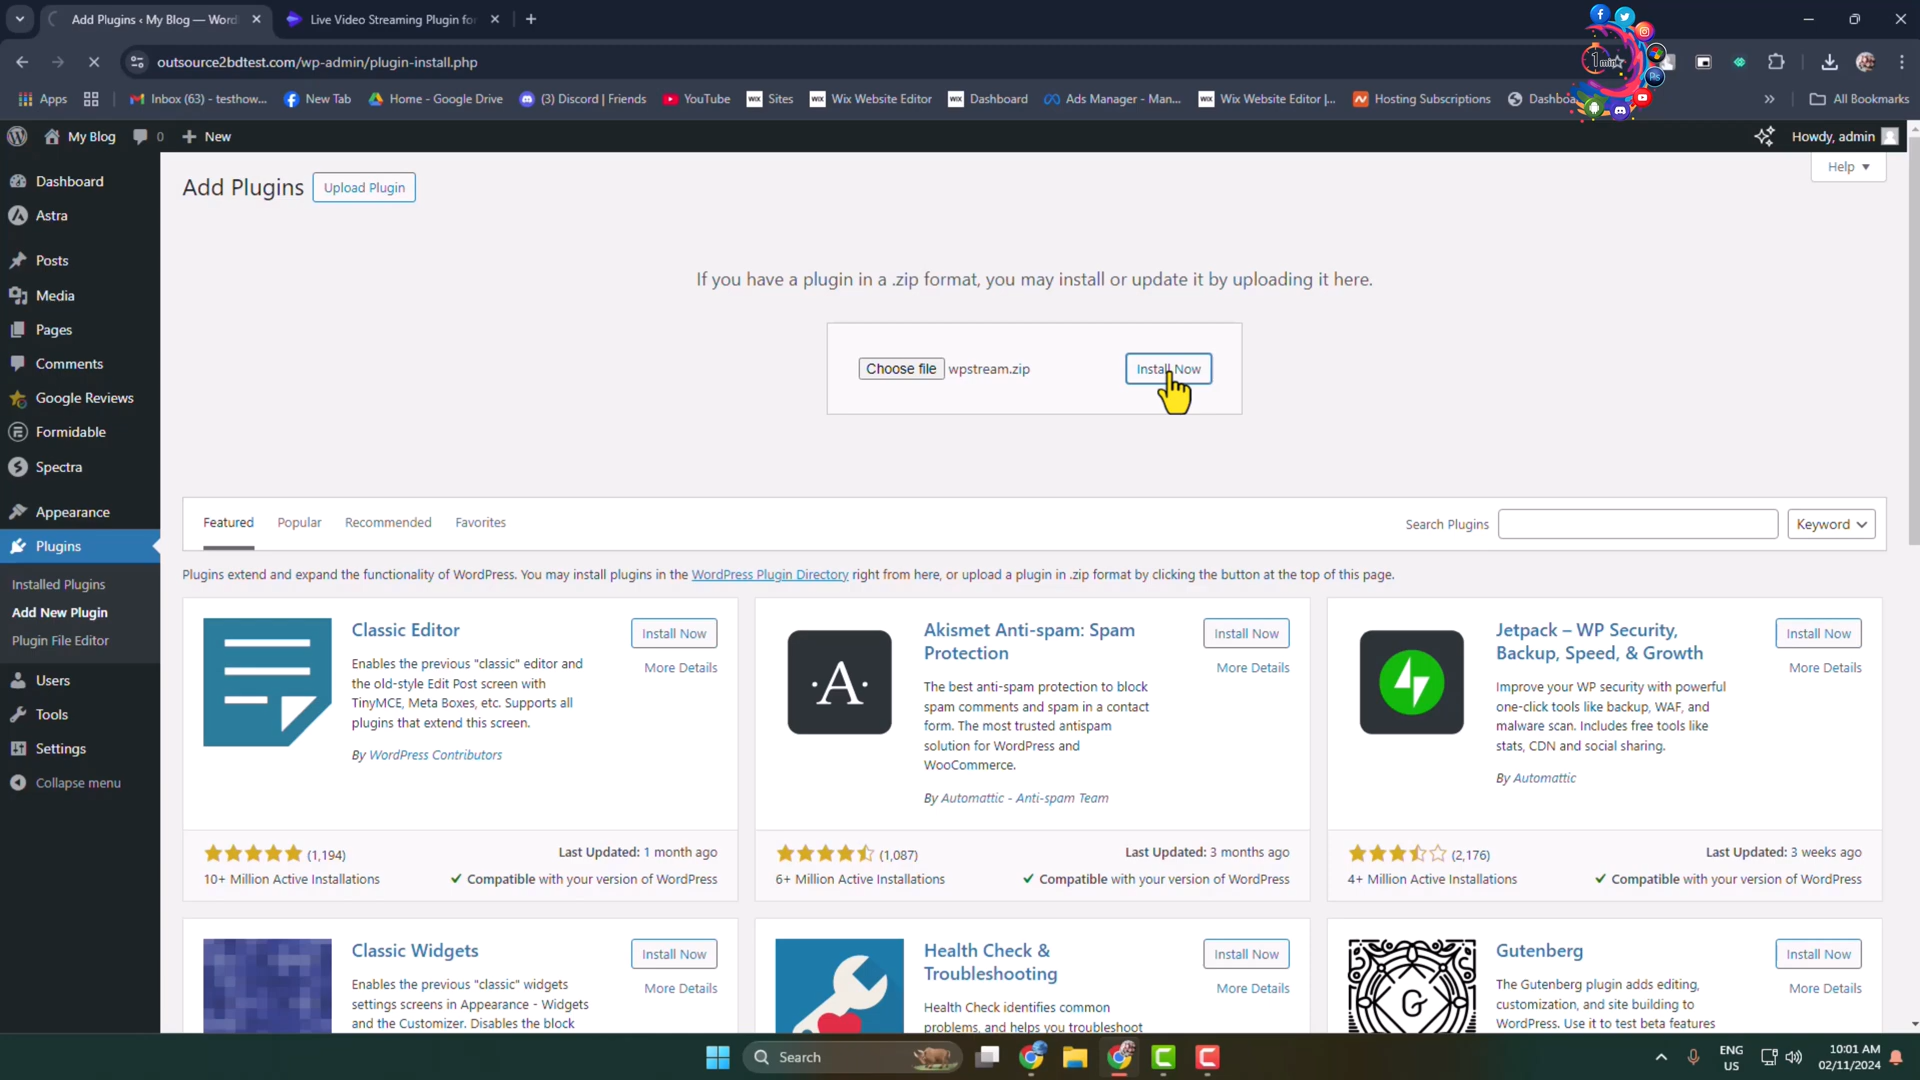 Add Plugins ‹ My Blog — Word
Live Video Streaming Plugin for
outsource2bdtest.com/wp-admin/plugin-install.php
1 min
Ps
Apps
Inbox (63) - testhow...
New Tab
Home - Google Drive
(3) Discord | Friends
YouTube
WIX Sites
WIX Wix Website Editor
WIX Dashboard
Ads Manager - Man...
WIX Wix Website Editor |...
Hosting Subscriptions
Dashboa
All Bookmarks
My Blog
0
New
Howdy, admin
Dashboard
Astra
Posts
Media
Pages
Comments
Google Reviews
Formidable
Spectra
Appearance
Plugins
Installed Plugins
Add New Plugin
Plugin File Editor
Users
Tools
Settings
Collapse menu
Help
Add Plugins
Upload Plugin
If you have a plugin in a .zip format, you may install or update it by uploading it here.
Choose file wpstream.zip
Install Now
Featured
Popular
Recommended
Favorites
Search Plugins
Keyword
Plugins extend and expand the functionality of WordPress. You may install plugins in the WordPress Plugin Directory right from here, or upload a plugin in .zip format by clicking the button at the top of this page.
Classic Editor
Install Now
More Details
Enables the previous "classic" editor and
the old-style Edit Post screen with
TinyMCE, Meta Boxes, etc. Supports all
plugins that extend this screen.
By WordPress Contributors
(1,194)
10+ Million Active Installations
Last Updated: 1 month ago
Compatible with your version of WordPress
·A·
Akismet Anti-spam: Spam
Protection
Install Now
More Details
The best anti-spam protection to block
spam comments and spam in a contact
form. The most trusted antispam
solution for WordPress and
WooCommerce.
By Automattic - Anti-spam Team
(1,087)
6+ Million Active Installations
Last Updated: 3 months ago
Compatible with your version of WordPress
Jetpack – WP Security,
Backup, Speed, & Growth
Install Now
More Details
Improve your WP security with powerful
one-click tools like backup, WAF, and
malware scan. Includes free tools like
stats, CDN and social sharing.
By Automattic
(2,176)
4+ Million Active Installations
Last Updated: 3 weeks ago
Compatible with your version of WordPress
Classic Widgets
Install Now
More Details
Enables the previous "classic" widgets
settings screens in Appearance - Widgets
and the Customizer. Disables the block
Health Check &
Troubleshooting
Install Now
More Details
Health Check identifies common
problems, and helps you troubleshoot
G
Gutenberg
Install Now
More Details
The Gutenberg plugin adds editing,
customization, and site building to
WordPress. Use it to test beta features
Search
ENG
US
10:01 AM
02/11/2024